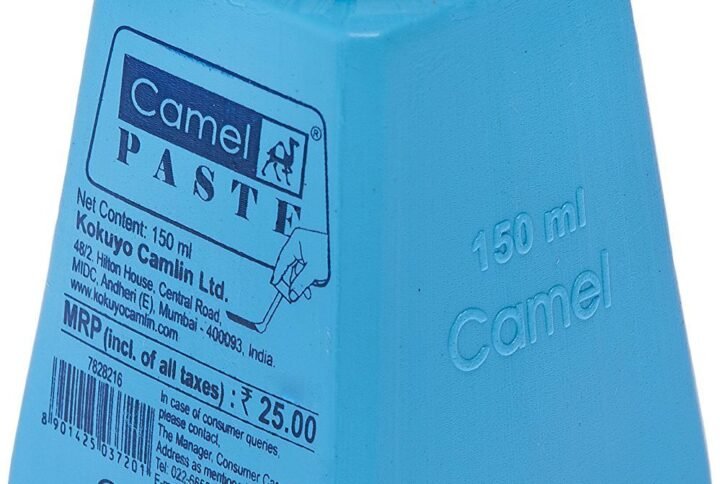 Camel
®
PASTE
Net Content: 150 ml
Kokuyo Camlin Ltd.
48/2, Hilton House, Central Road,
MIDC, Andheri (E), Mumbai - 400093, India.
www.kokuyocamlin.com
MRP (incl. of all taxes) : ₹ 25.00
7828216
8 901425 037201
In case of consumer queries,
please contact,
The Manager, Consumer
Address as
Tel: 022-
150 ml
Camel